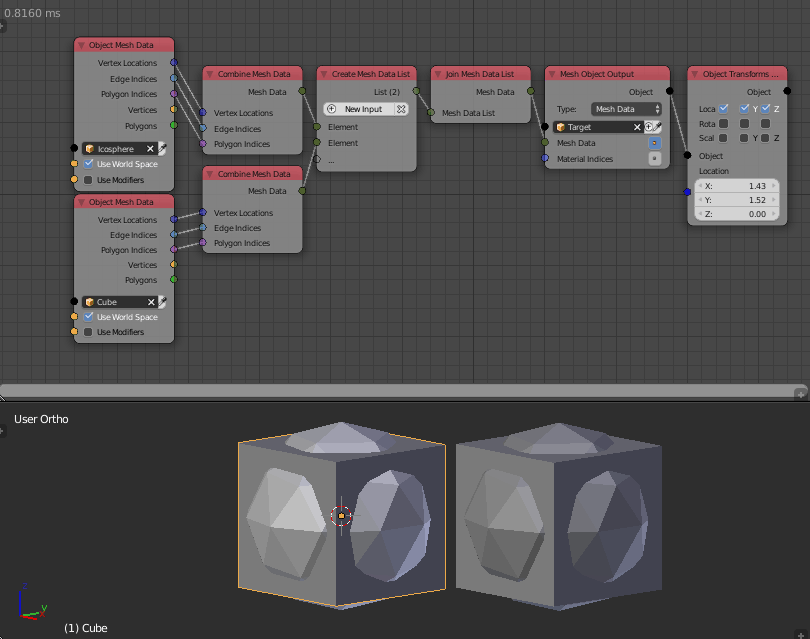 0.8160 ms
Object Mesh Data
Vertex Locations
Edge Indices
Polygon Indices
Vertices
Polygons
Icosphere
Use World Space
Use Modifiers
Object Mesh Data
Vertex Locations
Edge Indices
Polygon Indices
Vertices
Polygons
Cube
Use World Space
Use Modifiers
Combine Mesh Data
Mesh Data
Vertex Locations
Edge Indices
Polygon Indices
Combine Mesh Data
Mesh Data
Vertex Locations
Edge Indices
Polygon Indices
Create Mesh Data List
List (2)
New Input
Element
Element
...
Join Mesh Data List
Mesh Data
Mesh Data List
Mesh Object Output
Object
Type: Mesh Data
Target
Mesh Data
Material Indices
Object Transforms ...
Object
Loca Y Z
Rota
Scal Y Z
Object
Location
X: 1.43
Y: 1.52
Z: 0.00
User Ortho
y
(1) Cube